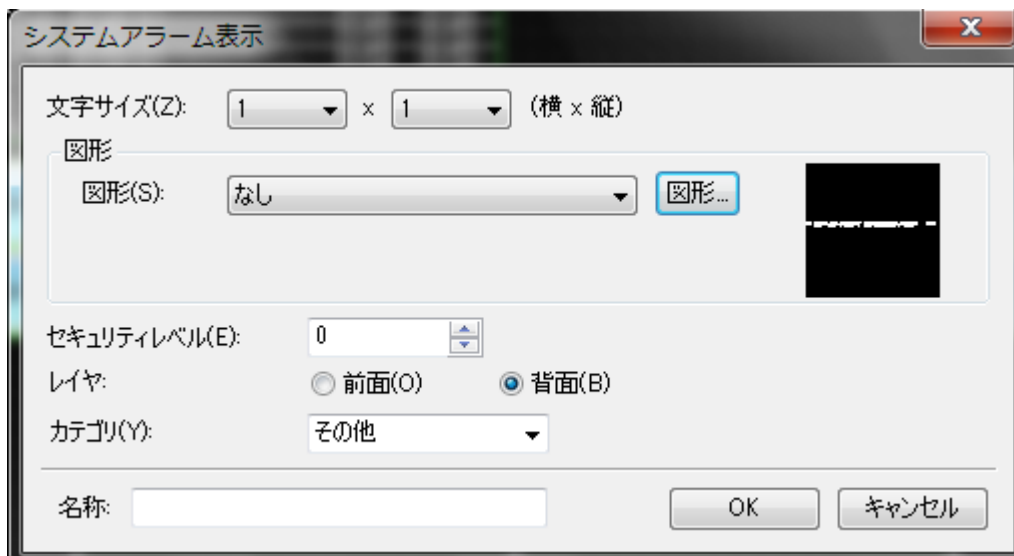 システムアラーム表示
文字サイズ(Z): 1 × 1 (横 × 縦)
図形
図形(S): なし 図形...
セキュリティレベル(E): 0
レイヤ: 前面(O) 背面(B)
カテゴリ(Y): その他
名称: OK キャンセル